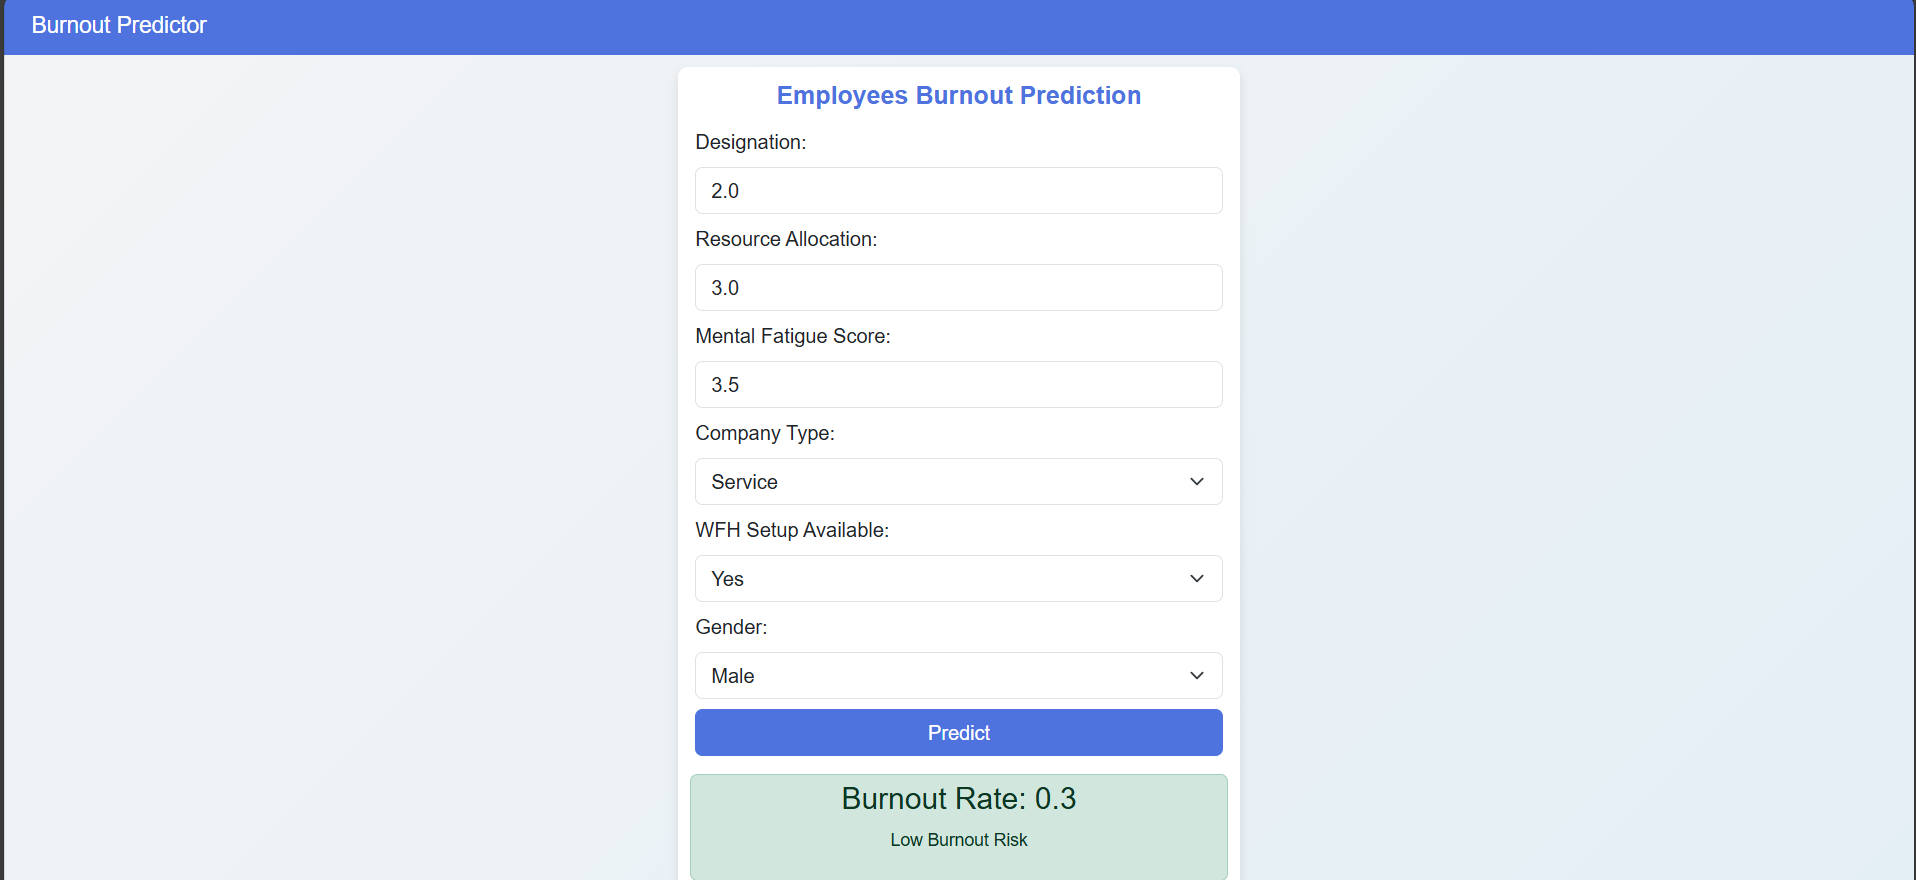 Burnout Predictor
Employees Burnout Prediction
Designation:
2.0
Resource Allocation:
3.0
Mental Fatigue Score:
3.5
Company Type:
Service
WFH Setup Available:
Yes
Gender:
Male
Predict
Burnout Rate: 0.3
Low Burnout Risk